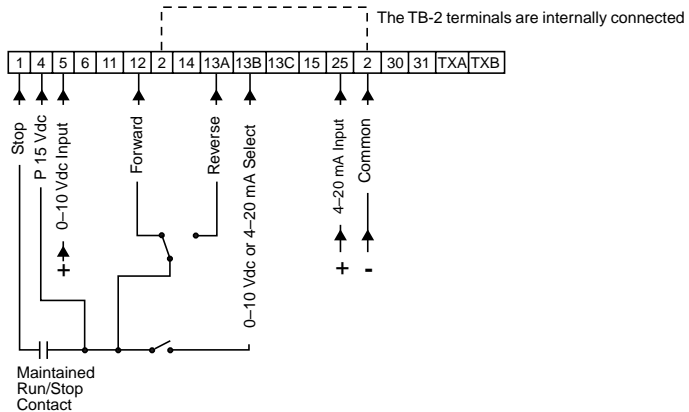 The TB-2 terminals are internally connected
1 4 5 6 11 12 2 14 13A 13B 13C 15 25 2 30 31 TXA TXB
Stop
P 15 Vdc
0–10 Vdc Input
Forward
Reverse
0–10 Vdc or 4–20 mA Select
4–20 mA Input
Common
+
+ -
Maintained
Run/Stop
Contact